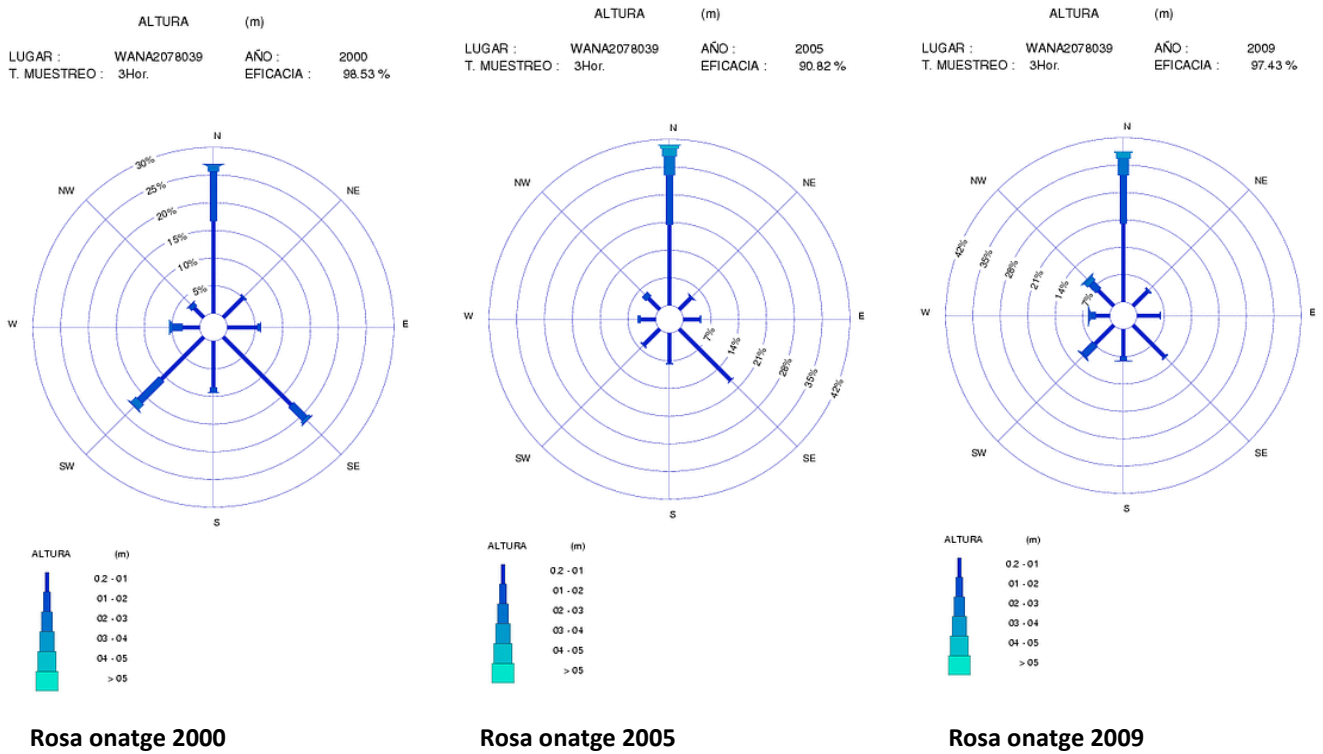 ALTURA (m)
LUGAR : WANA2078039 AÑO : 2000
T. MUESTREO : 3Hor. EFICACIA : 98.53 %
N
NE
E
SE
S
SW
W
NW
30%
25%
20%
15%
10%
5%
ALTURA (m)
0.2 - 01
01 - 02
02 - 03
03 - 04
04 - 05
> 05
Rosa onatge 2000
ALTURA (m)
LUGAR : WANA2078039 AÑO : 2005
T. MUESTREO : 3Hor. EFICACIA : 90.82 %
N
NE
E
SE
S
SW
W
NW
7%
14%
21%
28%
35%
42%
ALTURA (m)
0.2 - 01
01 - 02
02 - 03
03 - 04
04 - 05
> 05
Rosa onatge 2005
ALTURA (m)
LUGAR : WANA2078039 AÑO : 2009
T. MUESTREO : 3Hor. EFICACIA : 97.43 %
N
NE
E
SE
S
SW
W
NW
42%
35%
28%
21%
14%
7%
ALTURA (m)
0.2 - 01
01 - 02
02 - 03
03 - 04
04 - 05
> 05
Rosa onatge 2009